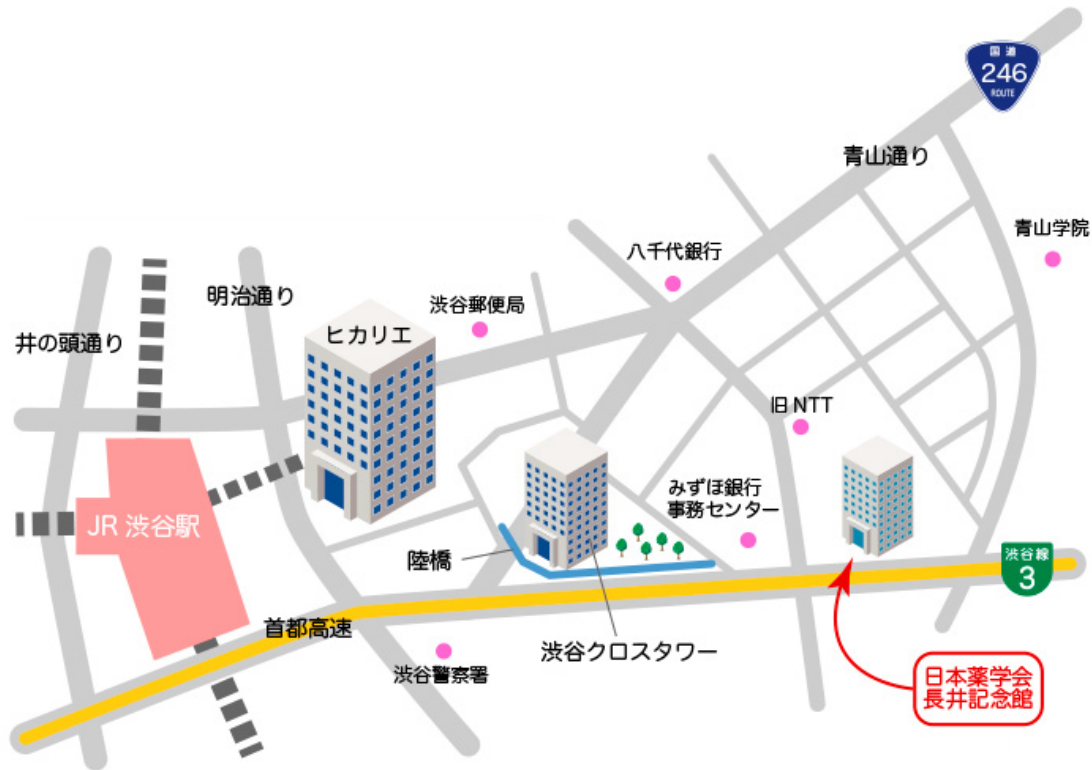 国道
246
ROUTE
青山通り
青山学院
八千代銀行
明治通り
渋谷郵便局
ヒカリエ
井の頭通り
旧NTT
みずほ銀行
事務センター
JR 渋谷駅
陸橋
渋谷線
3
首都高速
渋谷クロスタワー
渋谷警察署
日本薬学会
長井記念館